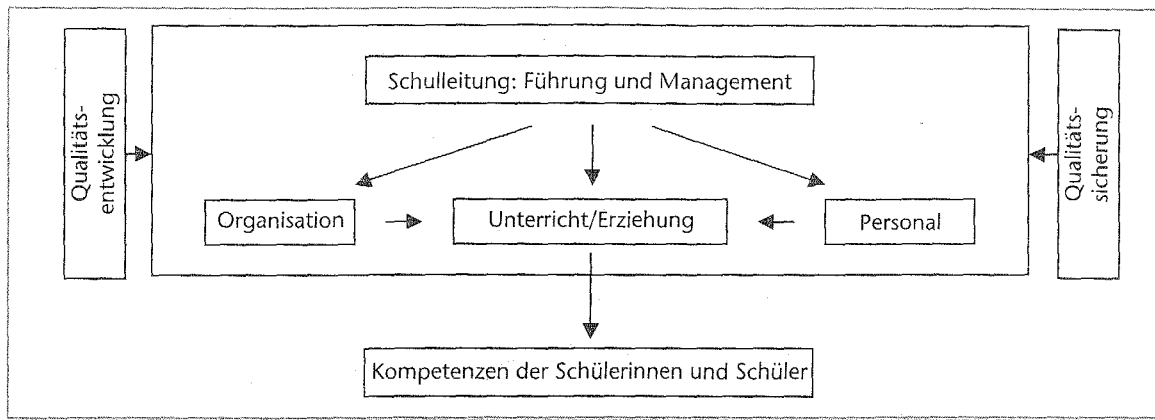 Schulleitung: Führung und Management
Qualitäts-
entwicklung
Qualitäts-
sicherung
Organisation
Unterricht/Erziehung
Personal
Kompetenzen der Schülerinnen und Schüler